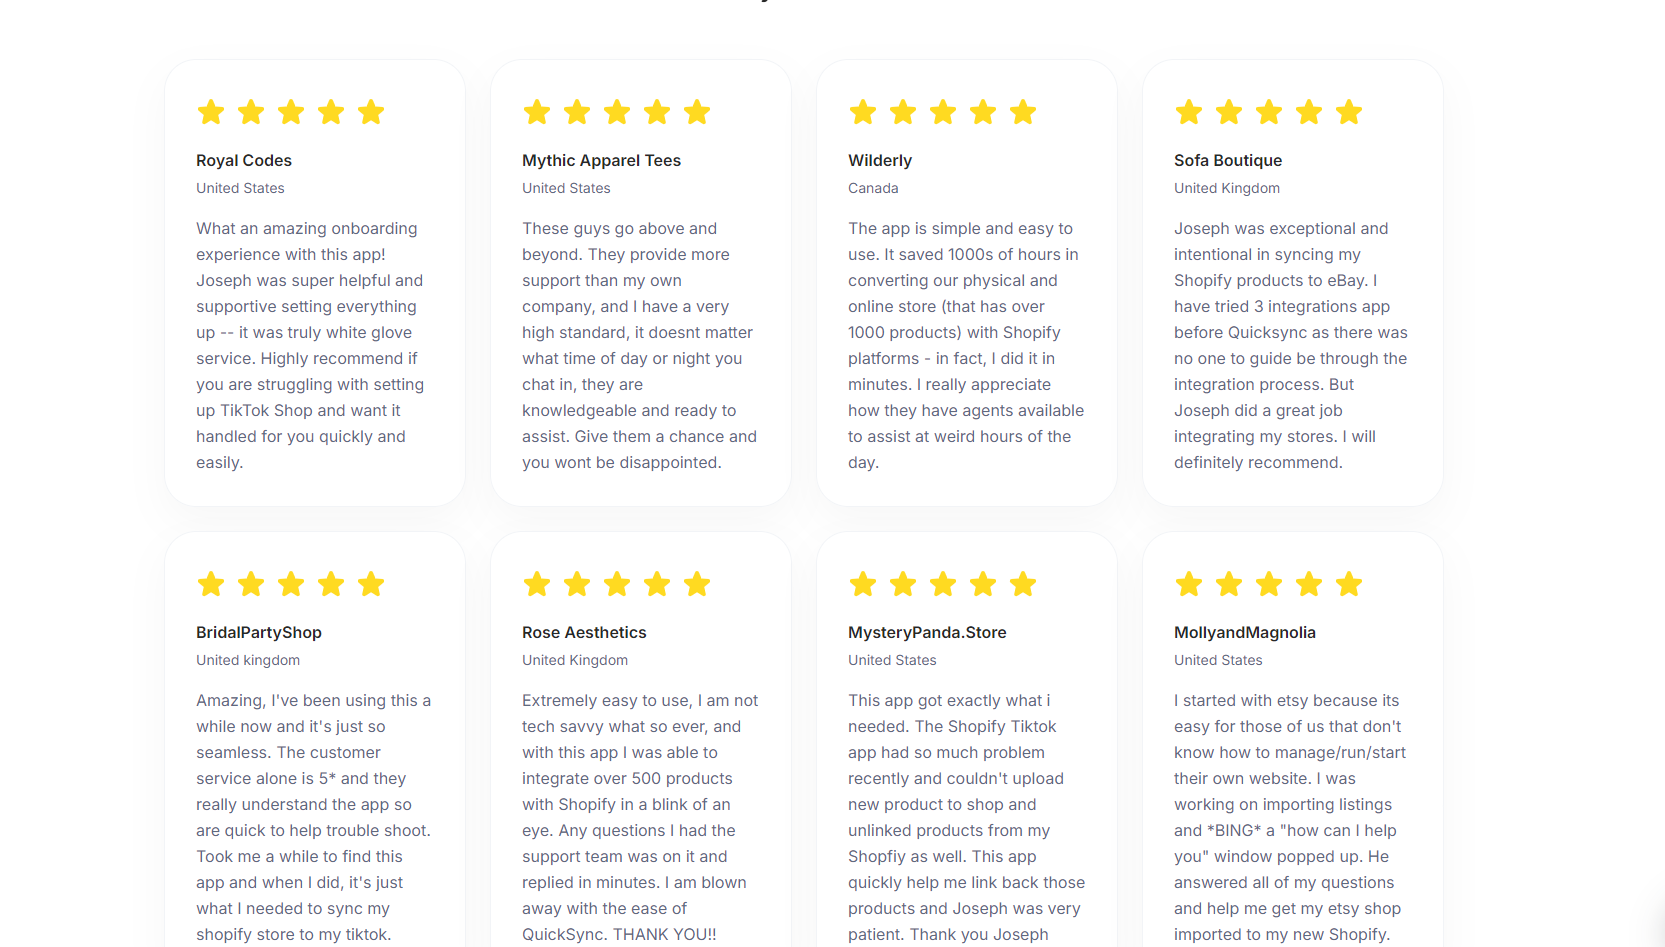 Royal Codes
United States
What an amazing onboarding
experience with this app!
Joseph was super helpful and
supportive setting everything
up -- it was truly white glove
service. Highly recommend if
you are struggling with setting
up TikTok Shop and want it
handled for you quickly and
easily.
Mythic Apparel Tees
United States
These guys go above and
beyond. They provide more
support than my own
company, and I have a very
high standard, it doesnt matter
what time of day or night you
chat in, they are
knowledgeable and ready to
assist. Give them a chance and
you wont be disappointed.
Wilderly
Canada
The app is simple and easy to
use. It saved 1000s of hours in
converting our physical and
online store (that has over
1000 products) with Shopify
platforms - in fact, I did it in
minutes. I really appreciate
how they have agents available
to assist at weird hours of the
day.
Sofa Boutique
United Kingdom
Joseph was exceptional and
intentional in syncing my
Shopify products to eBay. I
have tried 3 integrations app
before Quicksync as there was
no one to guide be through the
integration process. But
Joseph did a great job
integrating my stores. I will
definitely recommend.
BridalPartyShop
United kingdom
Amazing, I've been using this a
while now and it's just so
seamless. The customer
service alone is 5* and they
really understand the app so
are quick to help trouble shoot.
Took me a while to find this
app and when I did, it's just
what I needed to sync my
shopify store to my tiktok.
Rose Aesthetics
United Kingdom
Extremely easy to use, I am not
tech savvy what so ever, and
with this app I was able to
integrate over 500 products
with Shopify in a blink of an
eye. Any questions I had the
support team was on it and
replied in minutes. I am blown
away with the ease of
QuickSync. THANK YOU!!
MysteryPanda.Store
United States
This app got exactly what i
needed. The Shopify Tiktok
app had so much problem
recently and couldn't upload
new product to shop and
unlinked products from my
Shopfiy as well. This app
quickly help me link back those
products and Joseph was very
patient. Thank you Joseph
MollyandMagnolia
United States
I started with etsy because its
easy for those of us that don't
know how to manage/run/start
their own website. I was
working on importing listings
and *BING* a "how can I help
you" window popped up. He
answered all of my questions
and help me get my etsy shop
imported to my new Shopify.